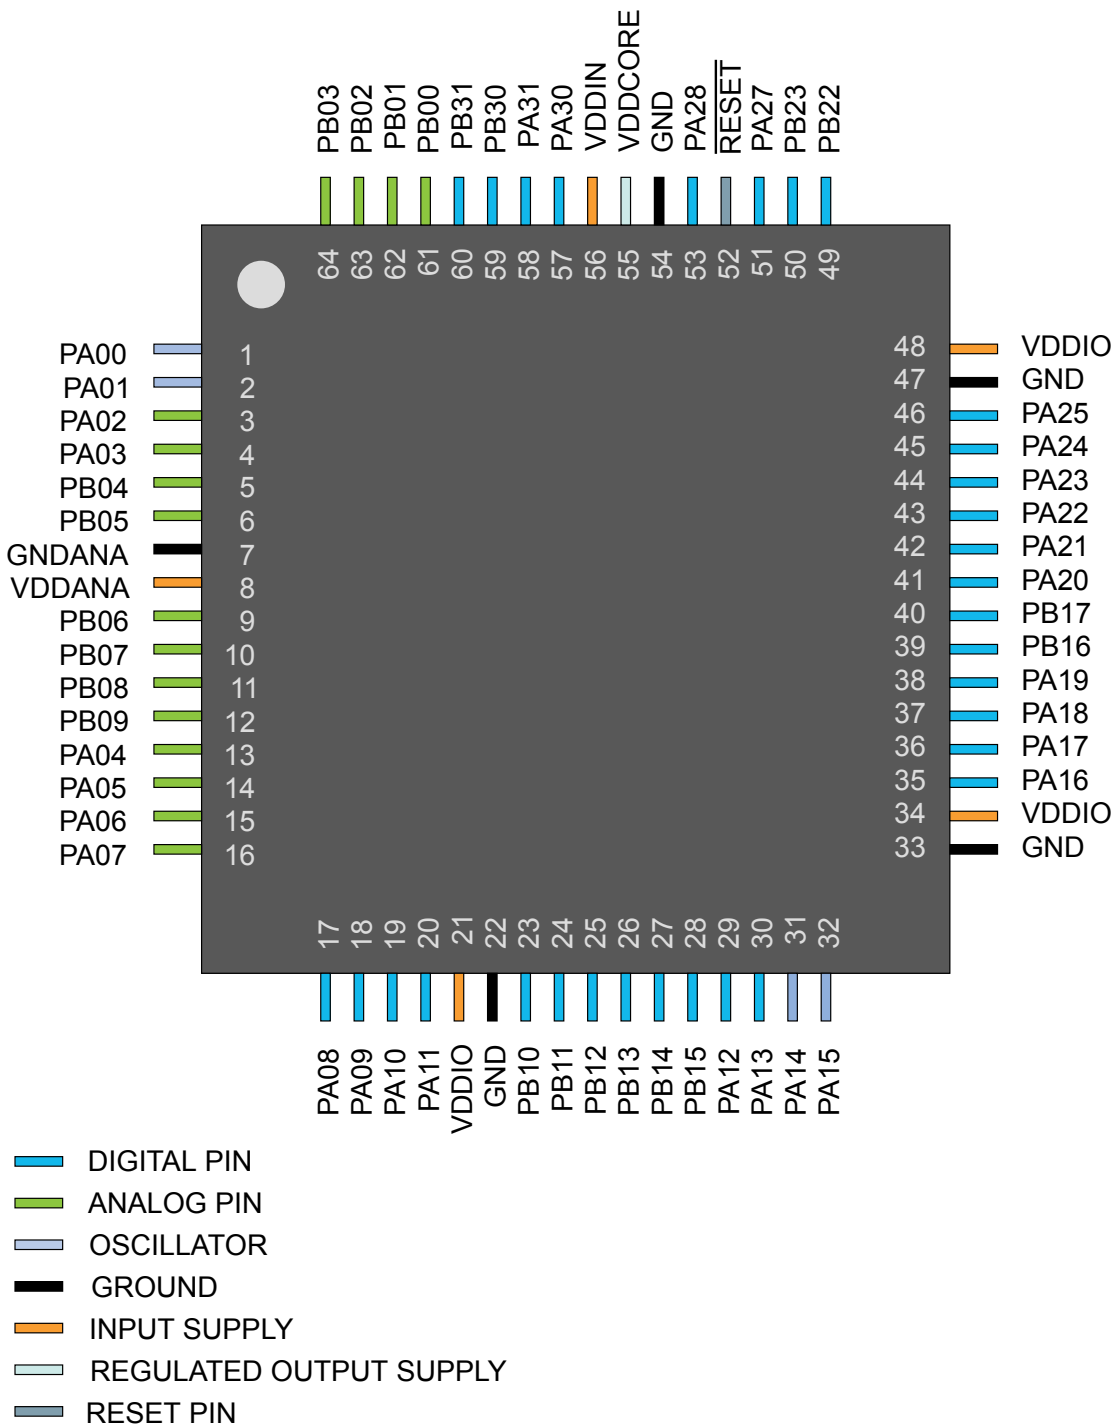 PB03
PB02
PB01
PB00
PB31
PB30
PA31
PA30
VDDIN
VDDCORE
GND
PA28
RESET
PA27
PB23
PB22
64
63
62
61
60
59
58
57
56
55
54
53
52
51
50
49
PA00 1
PA01 2
PA02 3
PA03 4
PB04 5
PB05 6
GNDANA 7
VDDANA 8
PB06 9
PB07 10
PB08 11
PB09 12
PA04 13
PA05 14
PA06 15
PA07 16
48 VDDIO
47 GND
46 PA25
45 PA24
44 PA23
43 PA22
42 PA21
41 PA20
40 PB17
39 PB16
38 PA19
37 PA18
36 PA17
35 PA16
34 VDDIO
33 GND
17
18
19
20
21
22
23
24
25
26
27
28
29
30
31
32
PA08
PA09
PA10
PA11
VDDIO
GND
PB10
PB11
PB12
PB13
PB14
PB15
PA12
PA13
PA14
PA15
DIGITAL PIN
ANALOG PIN
OSCILLATOR
GROUND
INPUT SUPPLY
REGULATED OUTPUT SUPPLY
RESET PIN